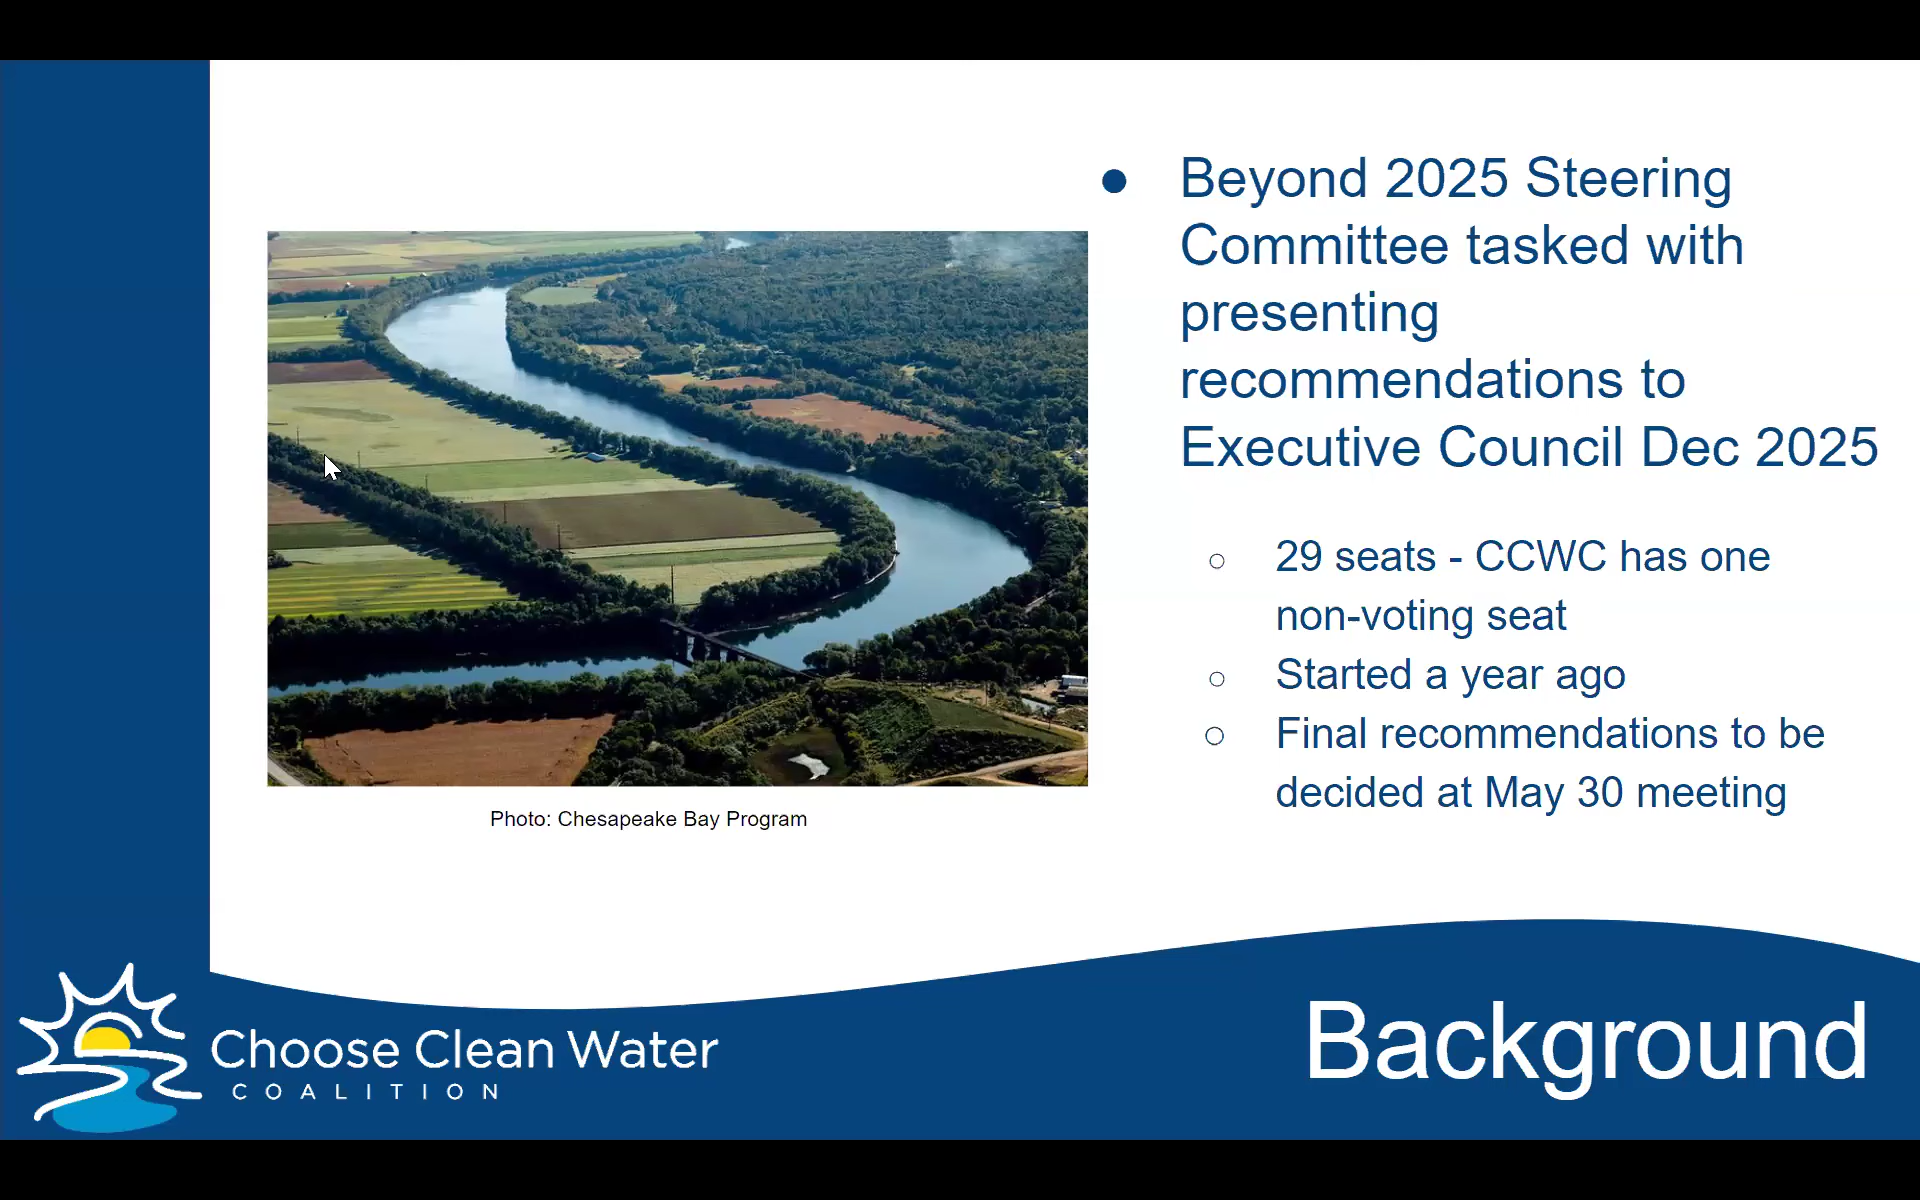 Beyond 2025 Steering
Committee tasked with
presenting
recommendations to
Executive Council Dec 2025
29 seats - CCWC has one
non-voting seat
Started a year ago
Final recommendations to be
decided at May 30 meeting
Photo: Chesapeake Bay Program
Choose Clean Water
COALITION
Background